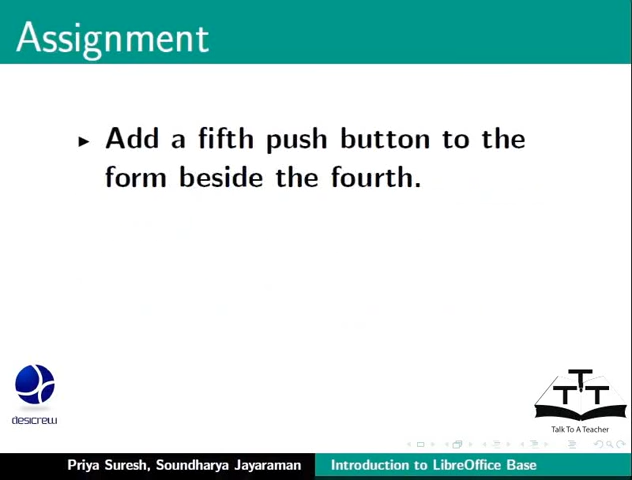 Assignment
Add a fifth push button to the
form beside the fourth.
desicrew
T
T T
Talk To A Teacher
Priya Suresh, Soundharya Jayaraman Introduction to LibreOffice Base